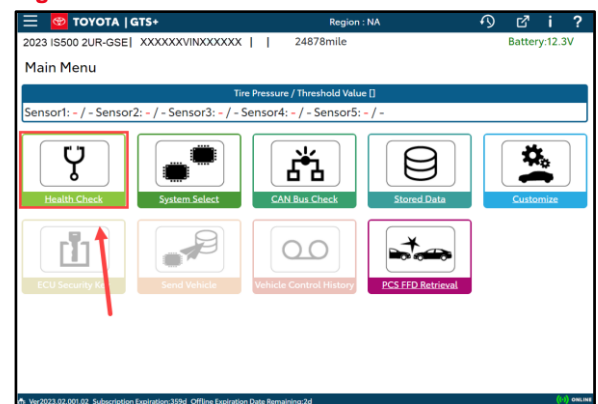 TOYOTA | GTS+ Region : NA i ?
2023 IS500 2UR-GSE| XXXXXXVINXXXXXX | | 24878mile Battery:12.3V
Main Menu
Tire Pressure / Threshold Value []
Sensor1: - / - Sensor2: - / - Sensor3: - / - Sensor4: - / - Sensor5: - / -
Health Check System Select CAN Bus Check Stored Data Customize
ECU Security Key Send Vehicle Vehicle Control History PCS FFD Retrieval
Ver2023.02.001.02 Subscription Expiration:359d Offline Expiration Date Remaining:2d ONLINE